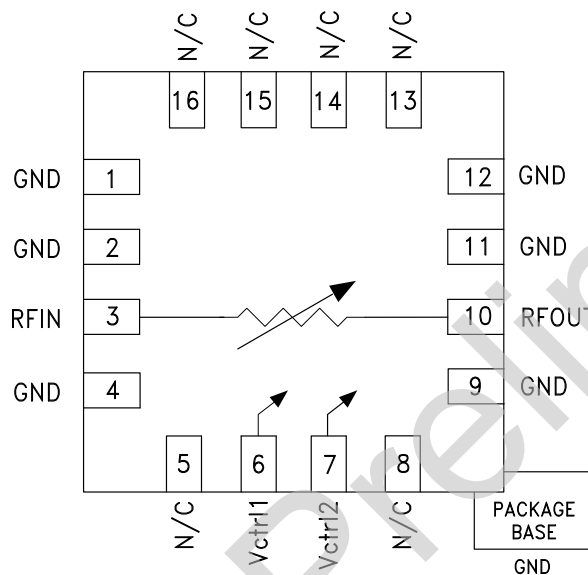 N/C N/C N/C N/C
16 15 14 13
GND 1 12 GND
GND 2 11 GND
RFIN 3 10 RFOUT
GND 4 9 GND
5 6 7 8
N/C Vctrl1 Vctrl2 N/C
PACKAGE
BASE
GND
Prelim